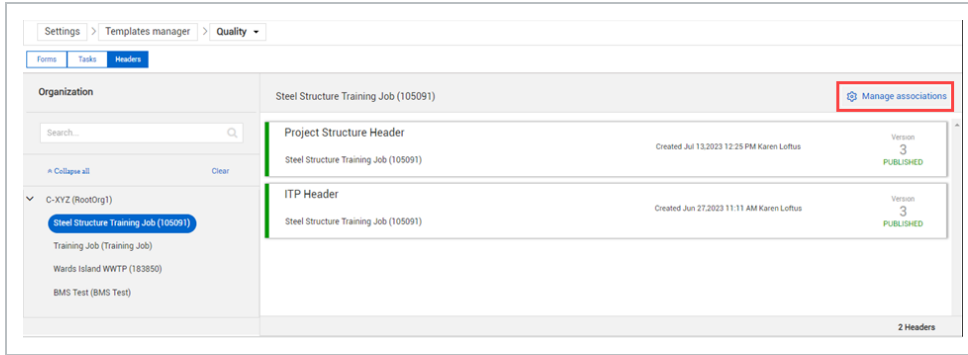 Settings > Templates manager > Quality
Forms Tasks Headers
Organization
Steel Structure Training Job (105091)
Manage associations
Search...
Collapse all
Clear
C-XYZ (RootOrg1)
Steel Structure Training Job (105091)
Training Job (Training Job)
Wards Island WWTP (183850)
BMS Test (BMS Test)
Project Structure Header
Steel Structure Training Job (105091)
Created Jul 13,2023 12:25 PM Karen Loftus
Version
3
PUBLISHED
ITP Header
Steel Structure Training Job (105091)
Created Jun 27,2023 11:11 AM Karen Loftus
Version
3
PUBLISHED
2 Headers